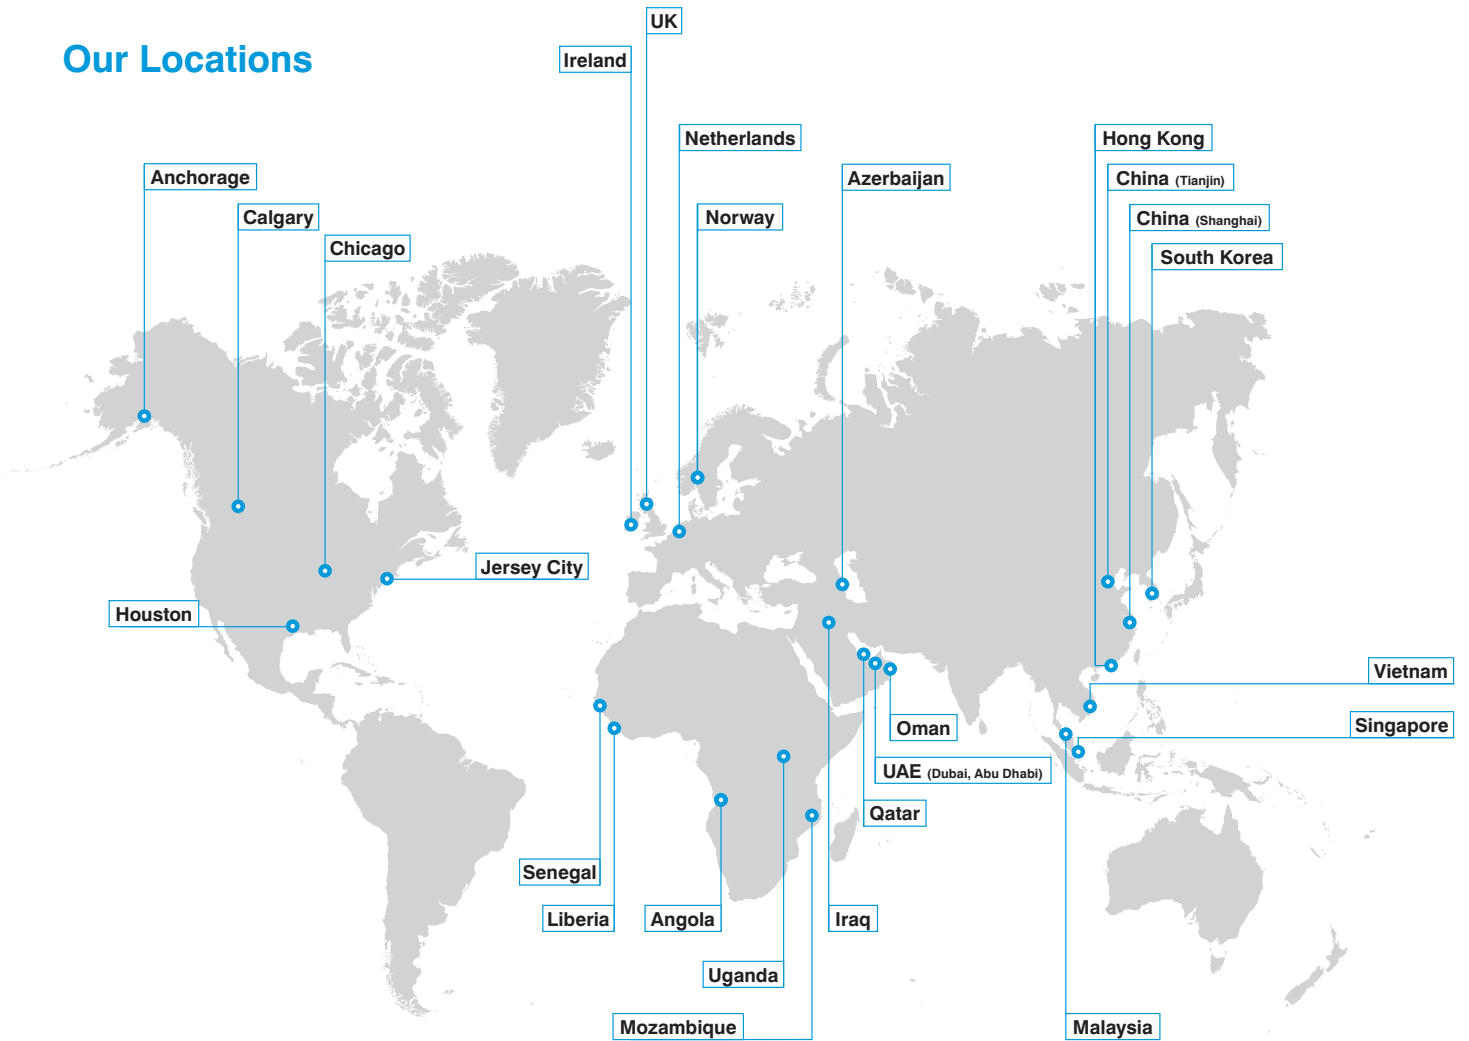 Our Locations
UK
Ireland
Netherlands
Hong Kong
Anchorage
Azerbaijan
China (Tianjin)
Calgary
Norway
China (Shanghai)
Chicago
South Korea
Jersey City
Houston
Vietnam
Singapore
Oman
UAE (Dubai, Abu Dhabi)
Qatar
Senegal
Liberia
Angola
Iraq
Uganda
Mozambique
Malaysia